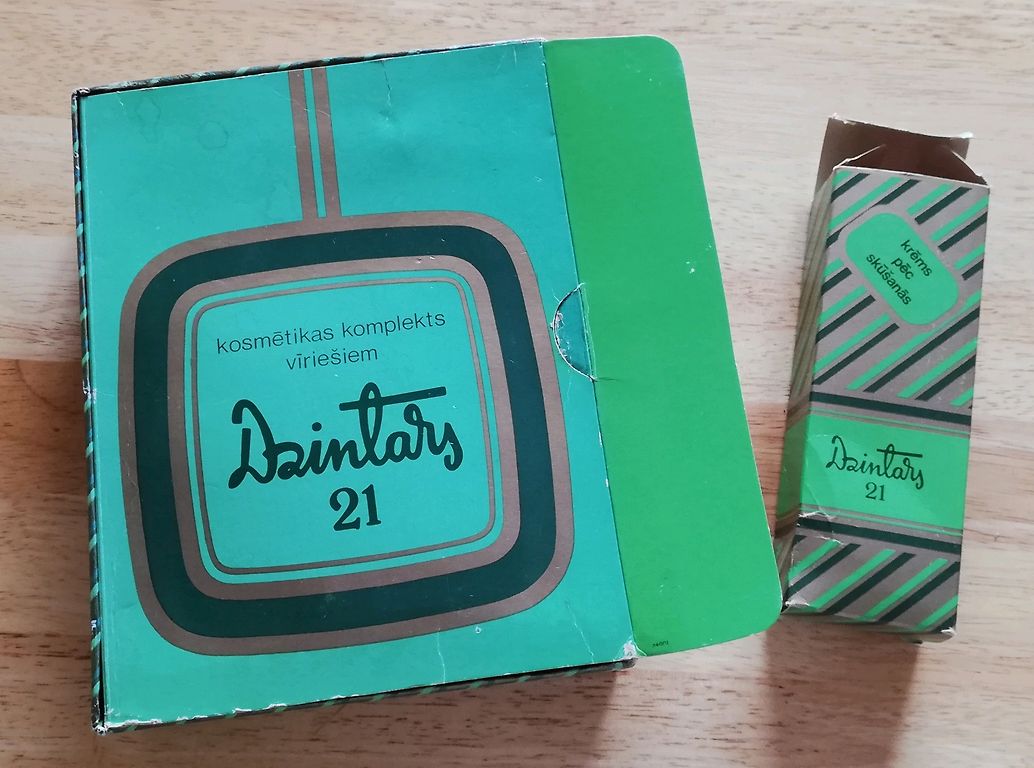 kosmētikas komplekts
vīriešiem
Dzintars
21
krēms
pēc
skūšanās
Dzintars
21